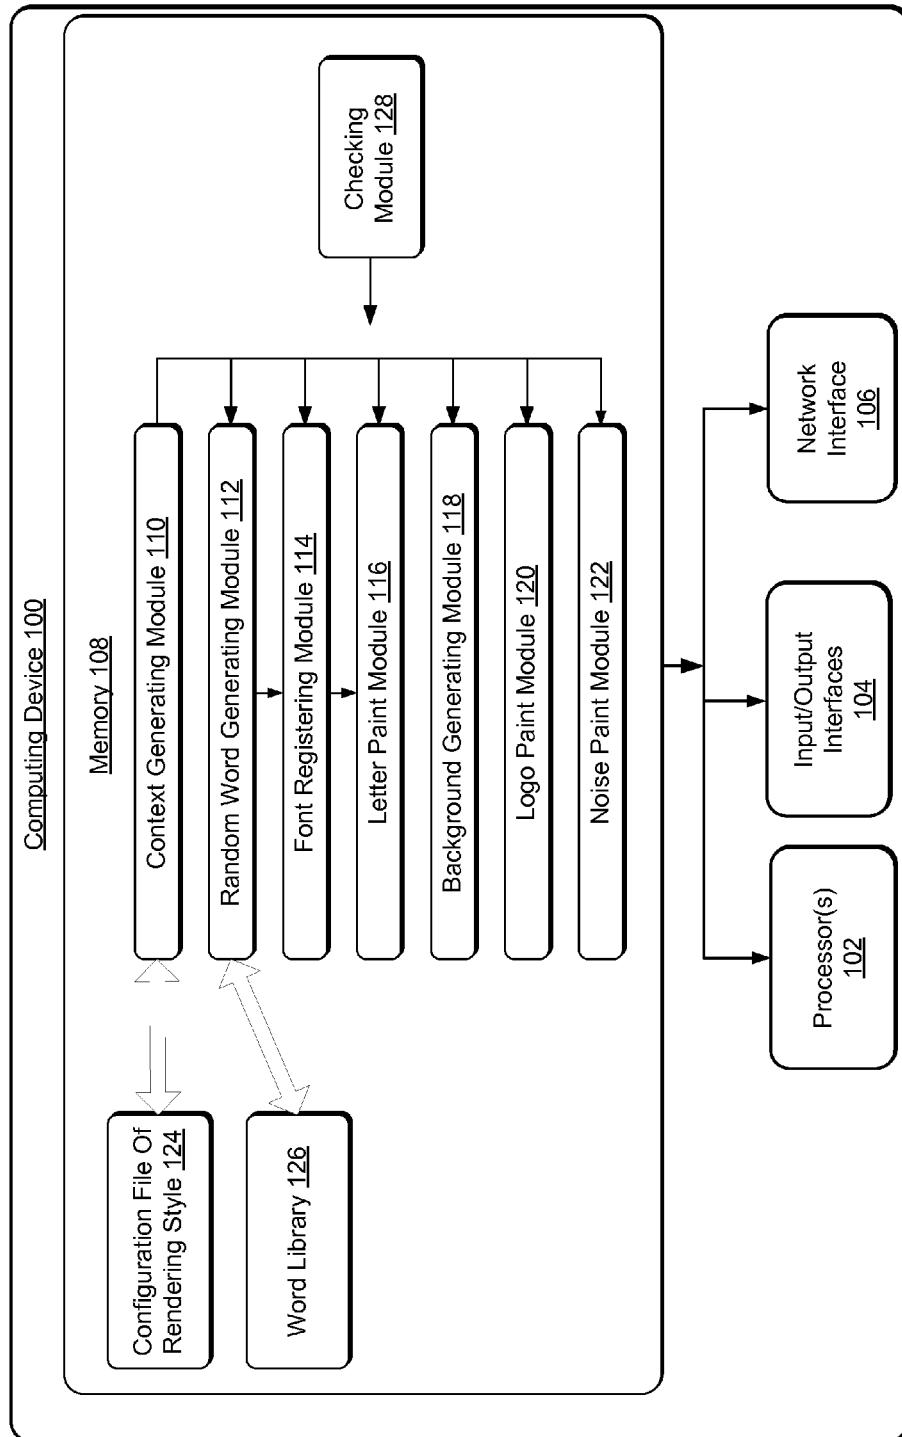 Computing Device 100
Memory 108
Configuration File Of
Rendering Style 124
Word Library 126
Context Generating Module 110
Random Word Generating Module 112
Font Registering Module 114
Letter Paint Module 116
Background Generating Module 118
Logo Paint Module 120
Noise Paint Module 122
Checking
Module 128
Processor(s)
102
Input/Output
Interfaces
104
Network
Interface
106